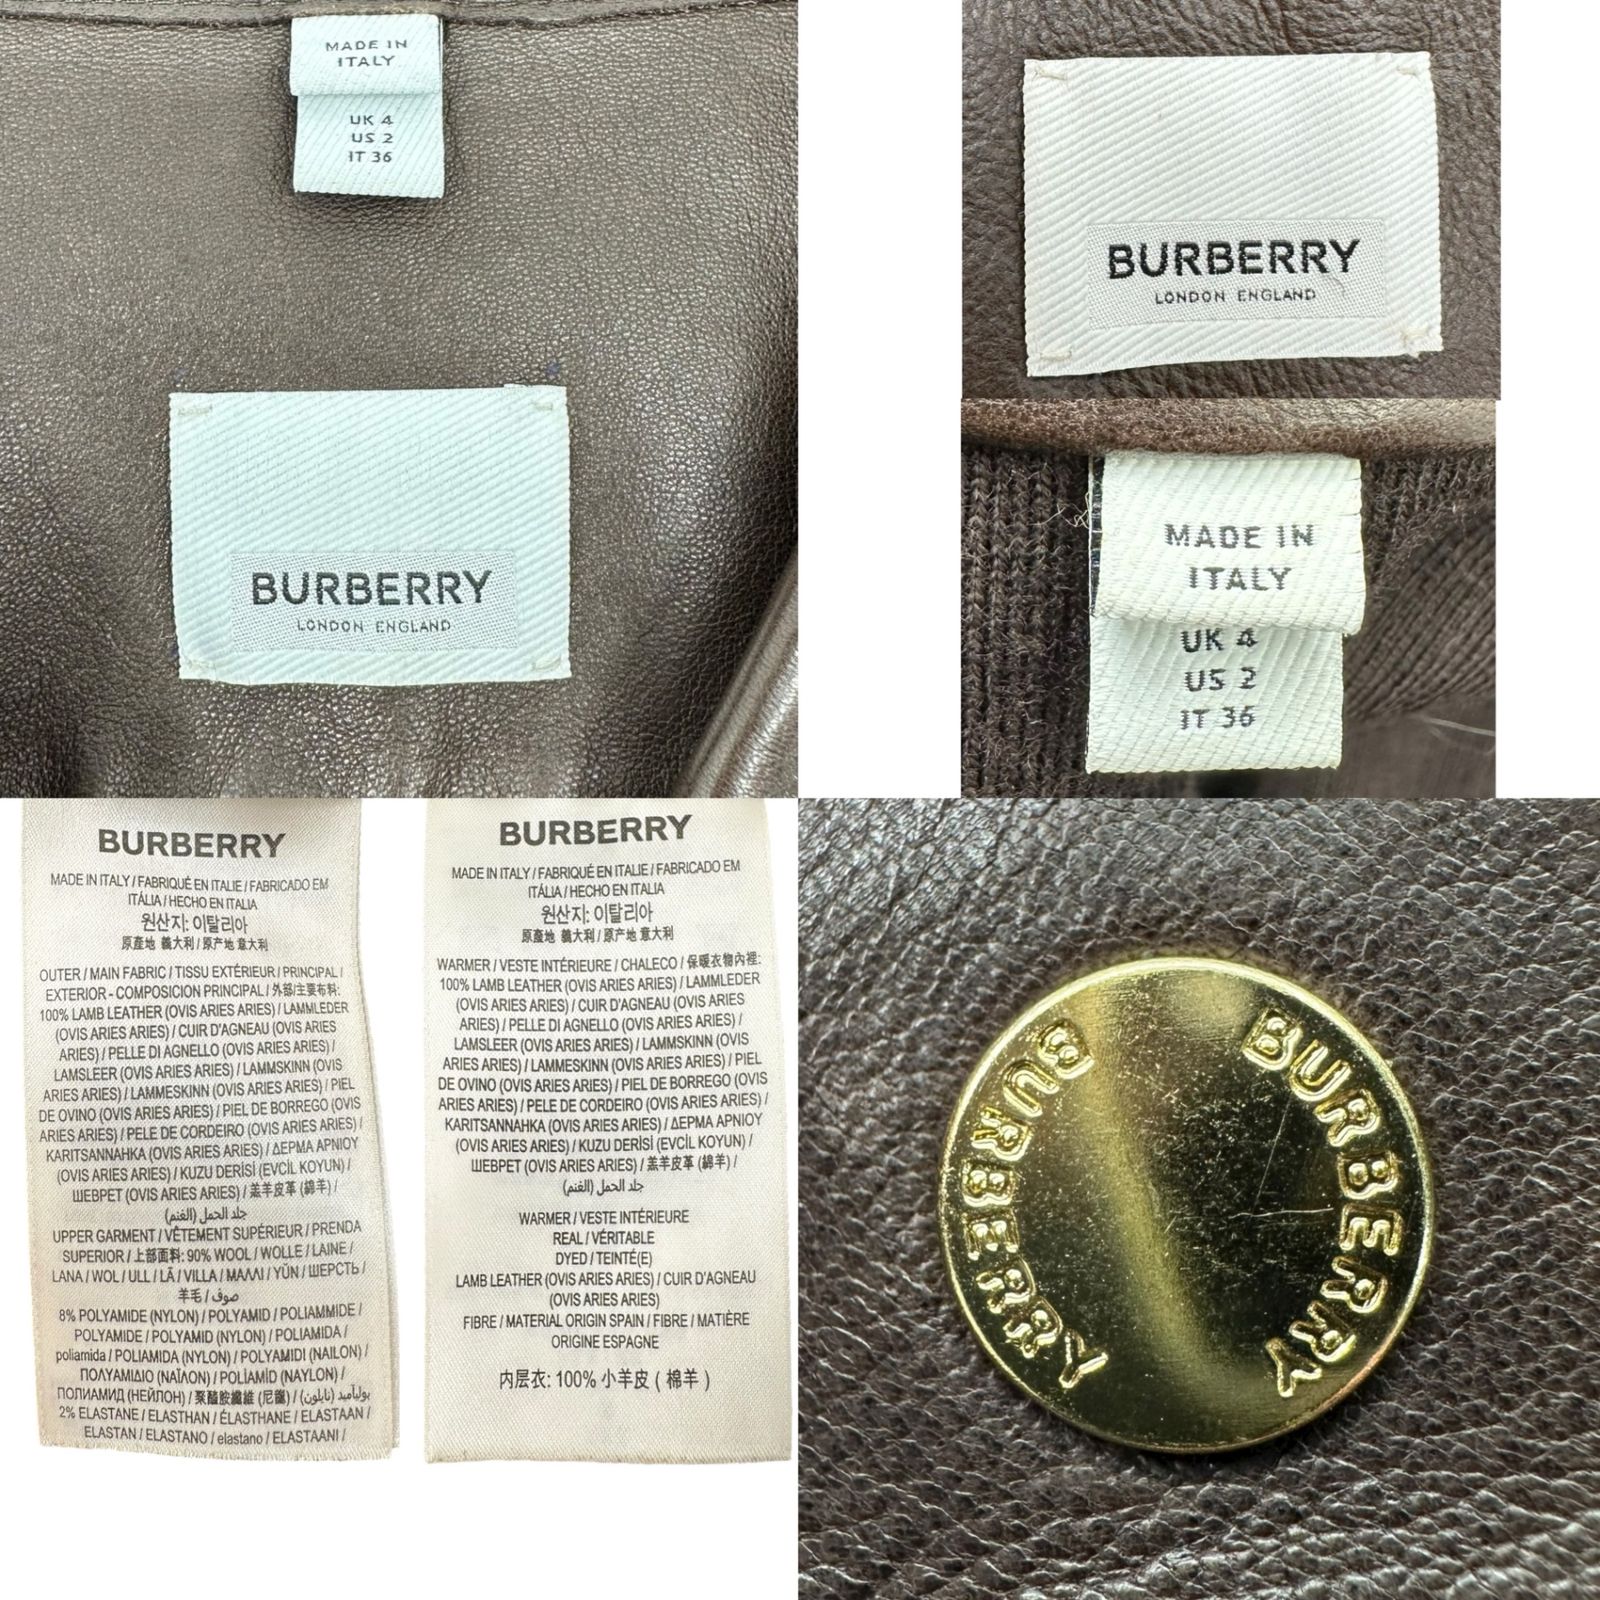 MADE IN
ITALY
UK 4
US 2
IT 36
BURBERRY
LONDON ENGLAND
BURBERRY
LONDON ENGLAND
MADE IN
ITALY
UK 4
US 2
IT 36
BURBERRY
MADE IN ITALY / FABRIQUÉ EN ITALIE / FABRICADO EM
ITÁLIA / HECHO EN ITALIA
원산지: 이탈리아
原產地 義大利 / 原产地 意大利
OUTER / MAIN FABRIC / TISSU EXTÉRIEUR / PRINCIPAL /
EXTERIOR - COMPOSICION PRINCIPAL / 外部/主要布料:
100% LAMB LEATHER (OVIS ARIES ARIES) / LAMMLEDER
(OVIS ARIES ARIES) / CUIR D'AGNEAU (OVIS ARIES
ARIES) / PELLE DI AGNELLO (OVIS ARIES ARIES) /
LAMSLEER (OVIS ARIES ARIES) / LAMMSKINN (OVIS
ARIES ARIES) / LAMMESKINN (OVIS ARIES ARIES) / PIEL
DE OVINO (OVIS ARIES ARIES) / PIEL DE BORREGO (OVIS
ARIES ARIES) / PELE DE CORDEIRO (OVIS ARIES ARIES) /
KARITSANNAHKA (OVIS ARIES ARIES) / ΔΕΡΜΑ ΑΡΝΙΟΥ
(OVIS ARIES ARIES) / KUZU DERİSİ (EVCİL KOYUN) /
ШЕВРЕТ (OVIS ARIES ARIES) / 羔羊皮革 (綿羊) /
جلد الحمل (الغنم)
UPPER GARMENT / VÊTEMENT SUPÉRIEUR / PRENDA
SUPERIOR / 上部面料: 90% WOOL / WOLLE / LAINE /
LANA / WOL / ULL / LÃ / VILLA / ΜΑΛΛΙ / YÜN / ШЕРСТЬ /
羊毛 / صوف
8% POLYAMIDE (NYLON) / POLYAMID / POLIAMMIDE /
POLYAMIDE / POLYAMID (NYLON) / POLIAMIDA /
poliamida / POLIAMIDA (NYLON) / POLYAMIDI (NAILON) /
ΠΟΛΥΑΜΙΔΙΟ (ΝΑΪΛΟΝ) / POLİAMİD (NAYLON) /
ПОЛИАМИД (НЕЙЛОН) / 聚醯胺纖維 (尼龍) / بولياميد (نايلون)
2% ELASTANE / ELASTHAN / ÉLASTHANE / ELASTAAN /
ELASTAN / ELASTANO / elastano / ELASTAANI /
BURBERRY
MADE IN ITALY / FABRIQUÉ EN ITALIE / FABRICADO EM
ITÁLIA / HECHO EN ITALIA
원산지: 이탈리아
原產地 義大利 / 原产地 意大利
WARMER / VESTE INTÉRIEURE / CHALECO / 保暖衣物內裡:
100% LAMB LEATHER (OVIS ARIES ARIES) / LAMMLEDER
(OVIS ARIES ARIES) / CUIR D'AGNEAU (OVIS ARIES
ARIES) / PELLE DI AGNELLO (OVIS ARIES ARIES) /
LAMSLEER (OVIS ARIES ARIES) / LAMMSKINN (OVIS
ARIES ARIES) / LAMMESKINN (OVIS ARIES ARIES) / PIEL
DE OVINO (OVIS ARIES ARIES) / PIEL DE BORREGO (OVIS
ARIES ARIES) / PELE DE CORDEIRO (OVIS ARIES ARIES) /
KARITSANNAHKA (OVIS ARIES ARIES) / ΔΕΡΜΑ ΑΡΝΙΟΥ
(OVIS ARIES ARIES) / KUZU DERİSİ (EVCİL KOYUN) /
ШЕВРЕТ (OVIS ARIES ARIES) / 羔羊皮革 (綿羊) /
جلد الحمل (الغنم)
WARMER / VESTE INTÉRIEURE
REAL / VÉRITABLE
DYED / TEINTÉ(E)
LAMB LEATHER (OVIS ARIES ARIES) / CUIR D'AGNEAU
(OVIS ARIES ARIES)
FIBRE / MATERIAL ORIGIN SPAIN / FIBRE / MATIÈRE
ORIGINE ESPAGNE
内层衣: 100% 小羊皮 ( 棉羊 )
BURBERRY
BURBERRY